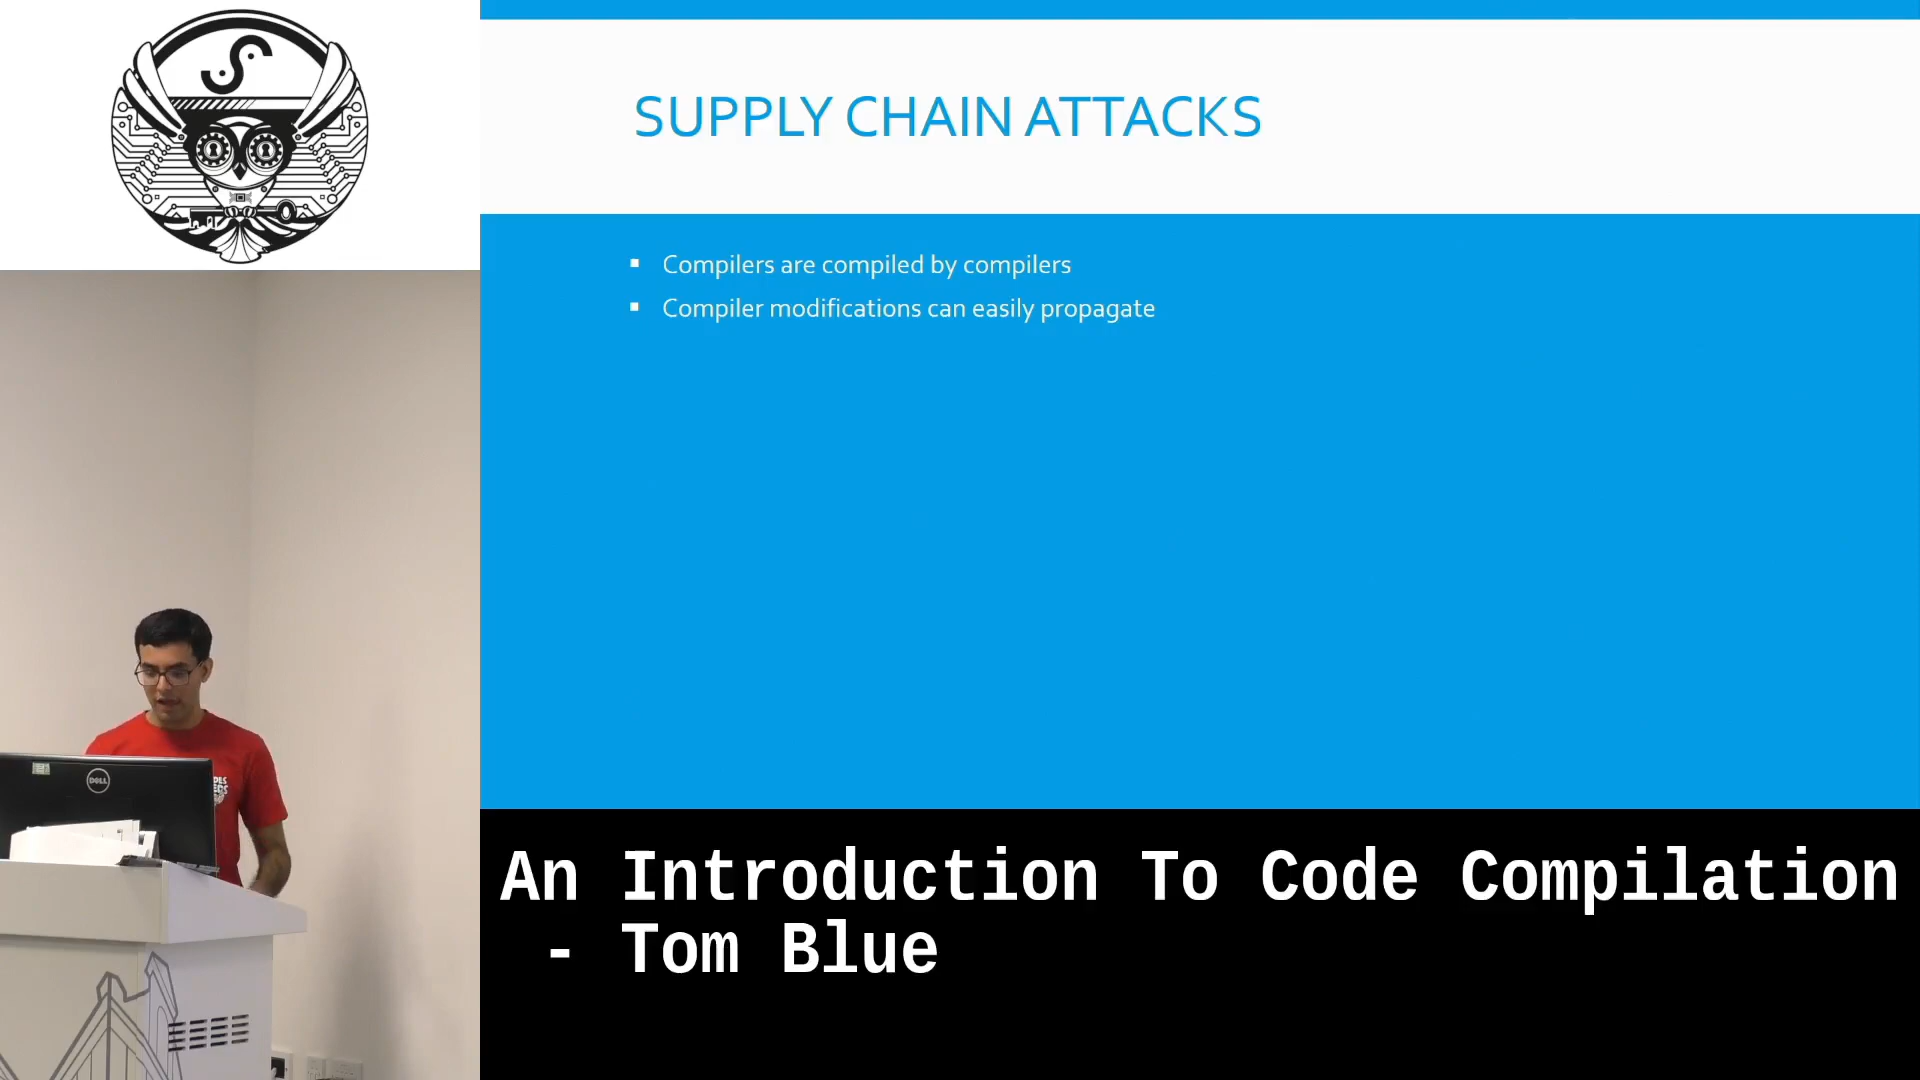 SUPPLY CHAIN ATTACKS
▪ Compilers are compiled by compilers
▪ Compiler modifications can easily propagate
DELL
An Introduction To Code Compilation
- Tom Blue